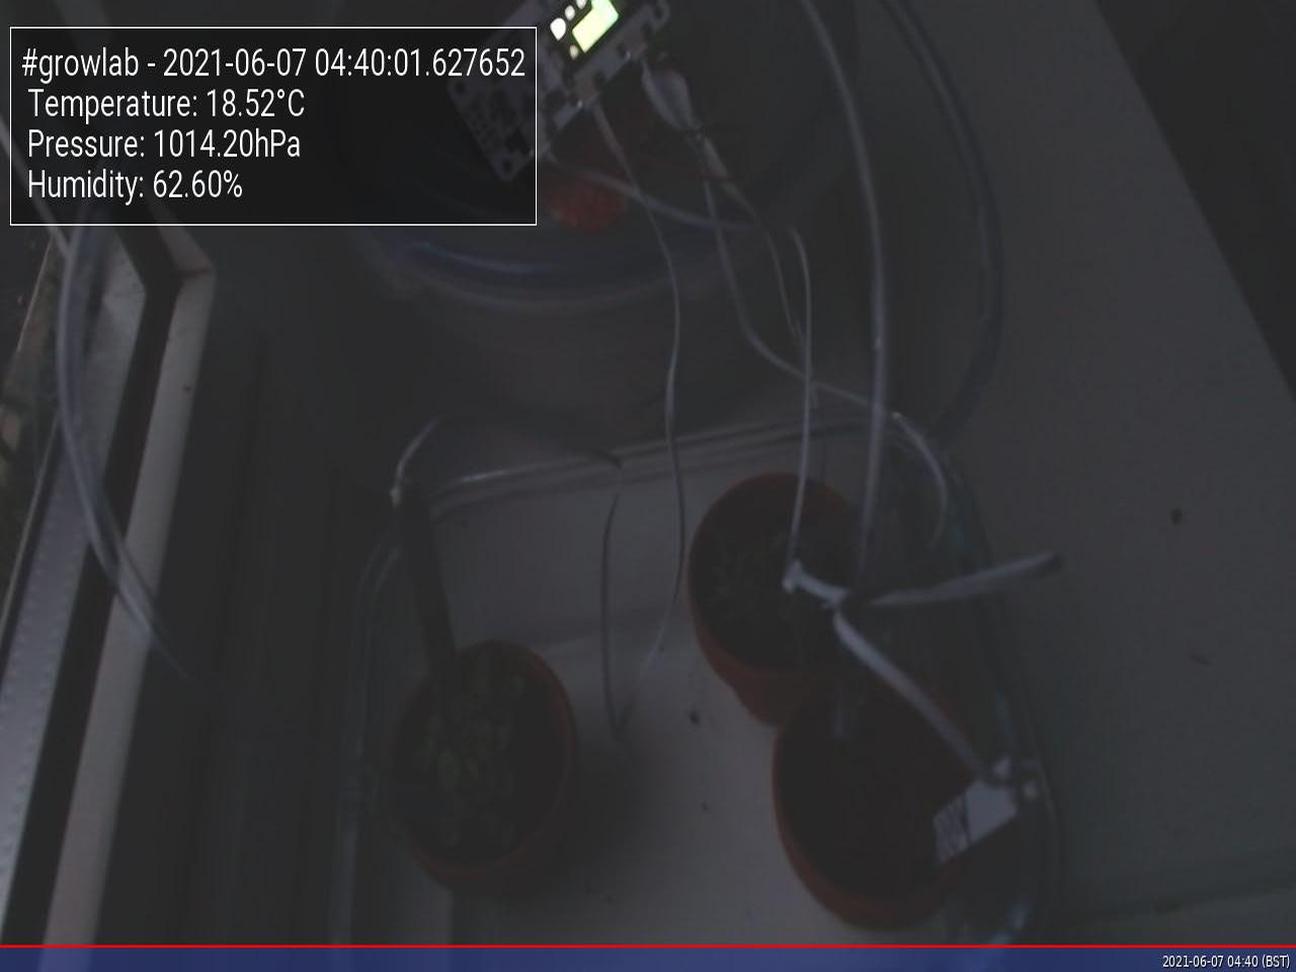 #growlab - 2021-06-07 04:40:01.627652
Temperature: 18.52°C
Pressure: 1014.20hPa
Humidity: 62.60%
2021-06-07 04:40 (BST)